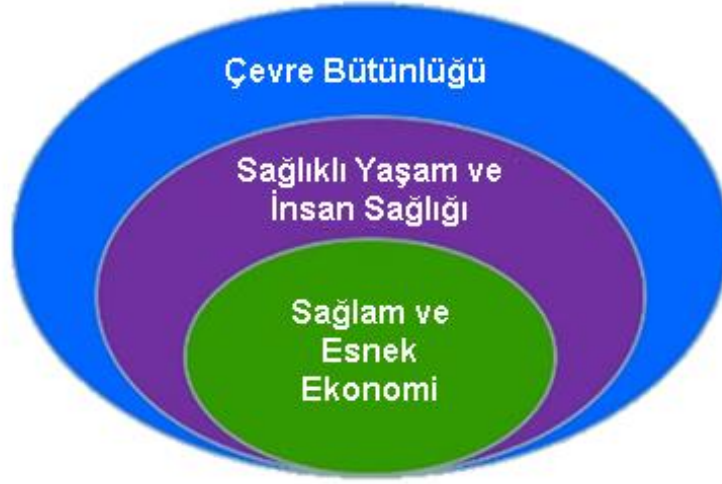 Çevre Bütünlüğü
Sağlıklı Yaşam ve
İnsan Sağlığı
Sağlam ve
Esnek
Ekonomi